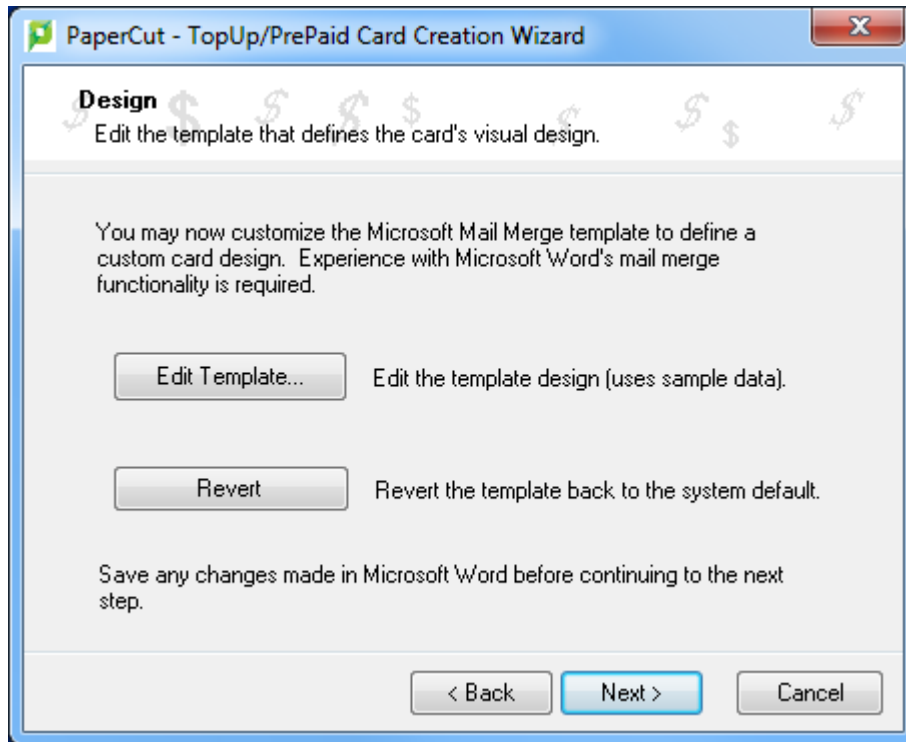 PaperCut - TopUp/PrePaid Card Creation Wizard
Design
Edit the template that defines the card's visual design.
You may now customize the Microsoft Mail Merge template to define a
custom card design.  Experience with Microsoft Word's mail merge
functionality is required.
Edit Template...
Edit the template design (uses sample data).
Revert
Revert the template back to the system default.
Save any changes made in Microsoft Word before continuing to the next
step.
< Back
Next >
Cancel